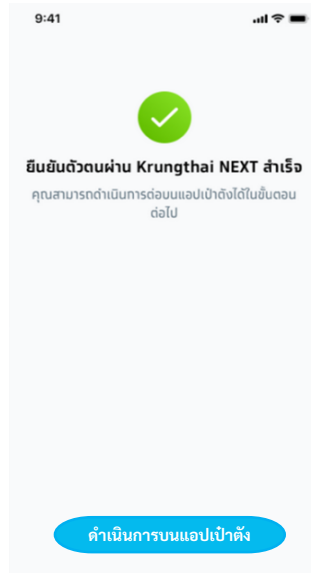 9:41
ยืนยันตัวตนผ่าน Krungthai NEXT สำเร็จ
คุณสามารถดำเนินการต่อบนแอปเป๋าตังได้ในขั้นตอน
ต่อไป
ดำเนินการบนแอปเป๋าตัง